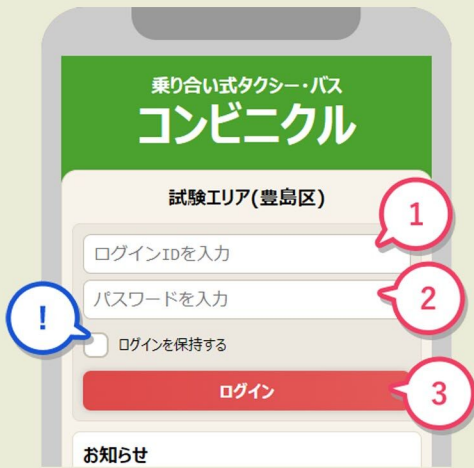 乗り合い式タクシー・バス
コンビニクル
試験エリア(豊島区)
1
ログインIDを入力
2
パスワードを入力
!
ログインを保持する
3
ログイン
お知らせ